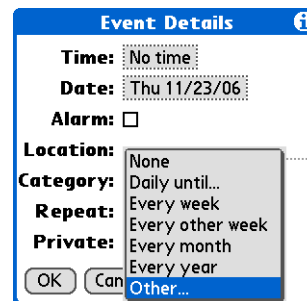 Event Details
Time: No time
Date: Thu 11/23/06
Alarm:
Location:
None
Category: Daily until...
Every week
Repeat: Every other week
Private: Every month
Every year
OK Can Other...